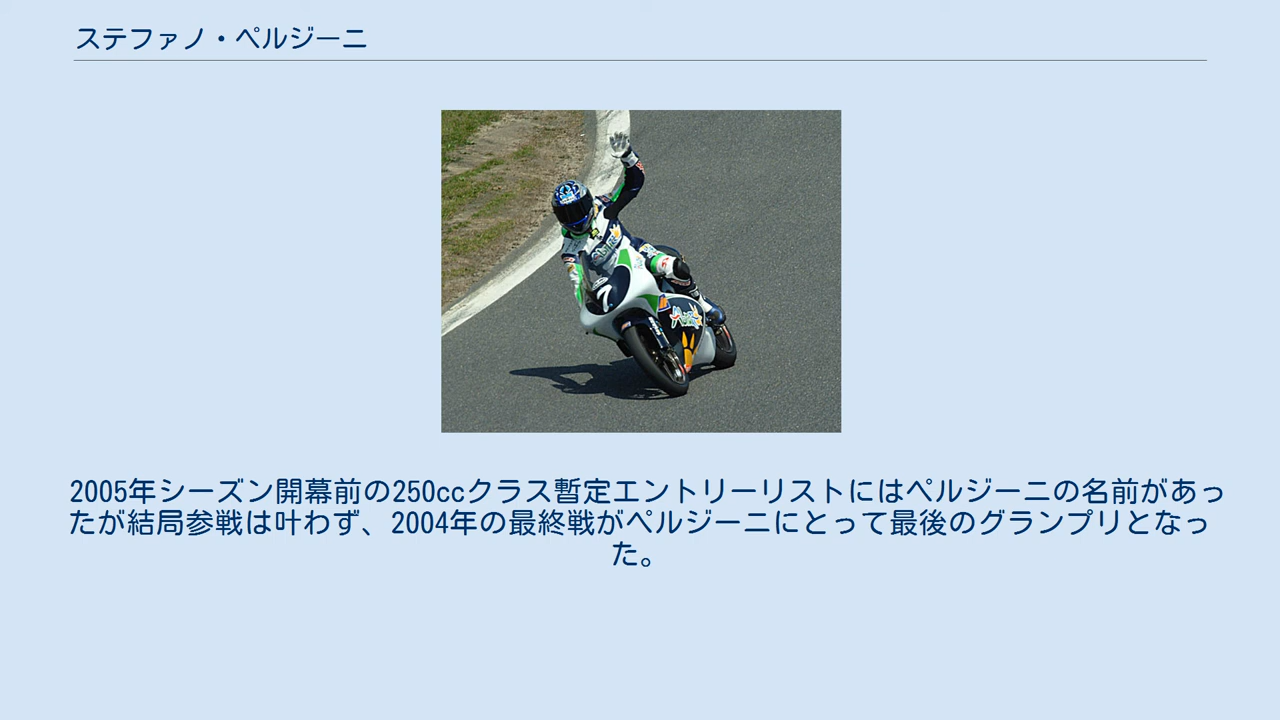 ステファノ・ペルジーニ
7
2005年シーズン開幕前の250ccクラス暫定エントリーリストにはペルジーニの名前があっ
たが結局参戦は叶わず、2004年の最終戦がペルジーニにとって最後のグランプリとなっ
た。